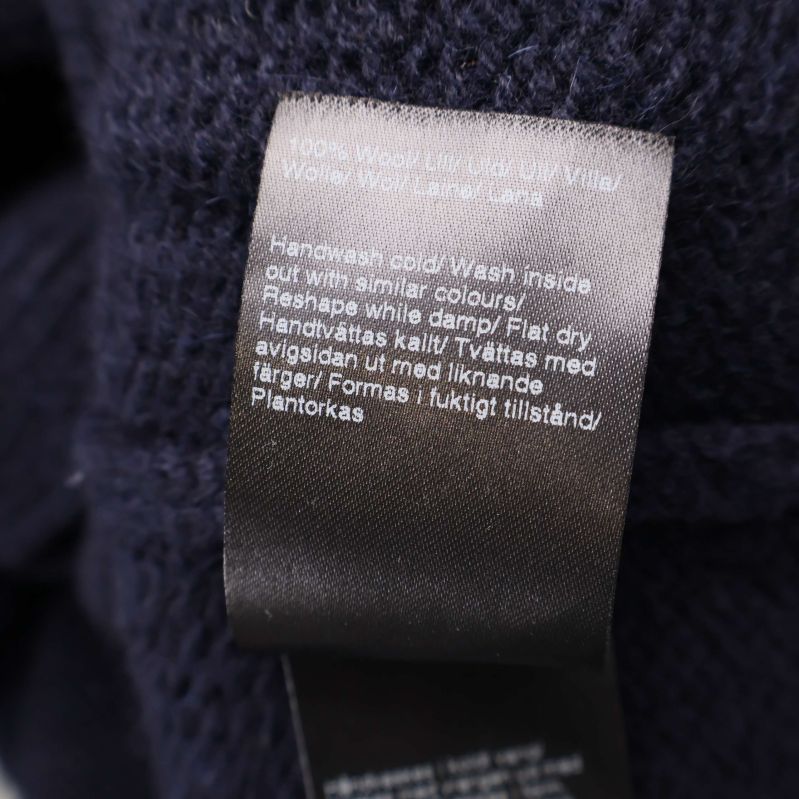 100% Wool/ Ull/ Uld/ Ull/ Villa/
Wolle/ Wol/ Laine/ Lana
Handwash cold/ Wash inside
out with similar colours/
Reshape while damp/ Flat dry
Handtvättas kallt/ Tvättas med
avigsidan ut med liknande
färger/ Formas i fuktigt tillstånd/
Plantorkas